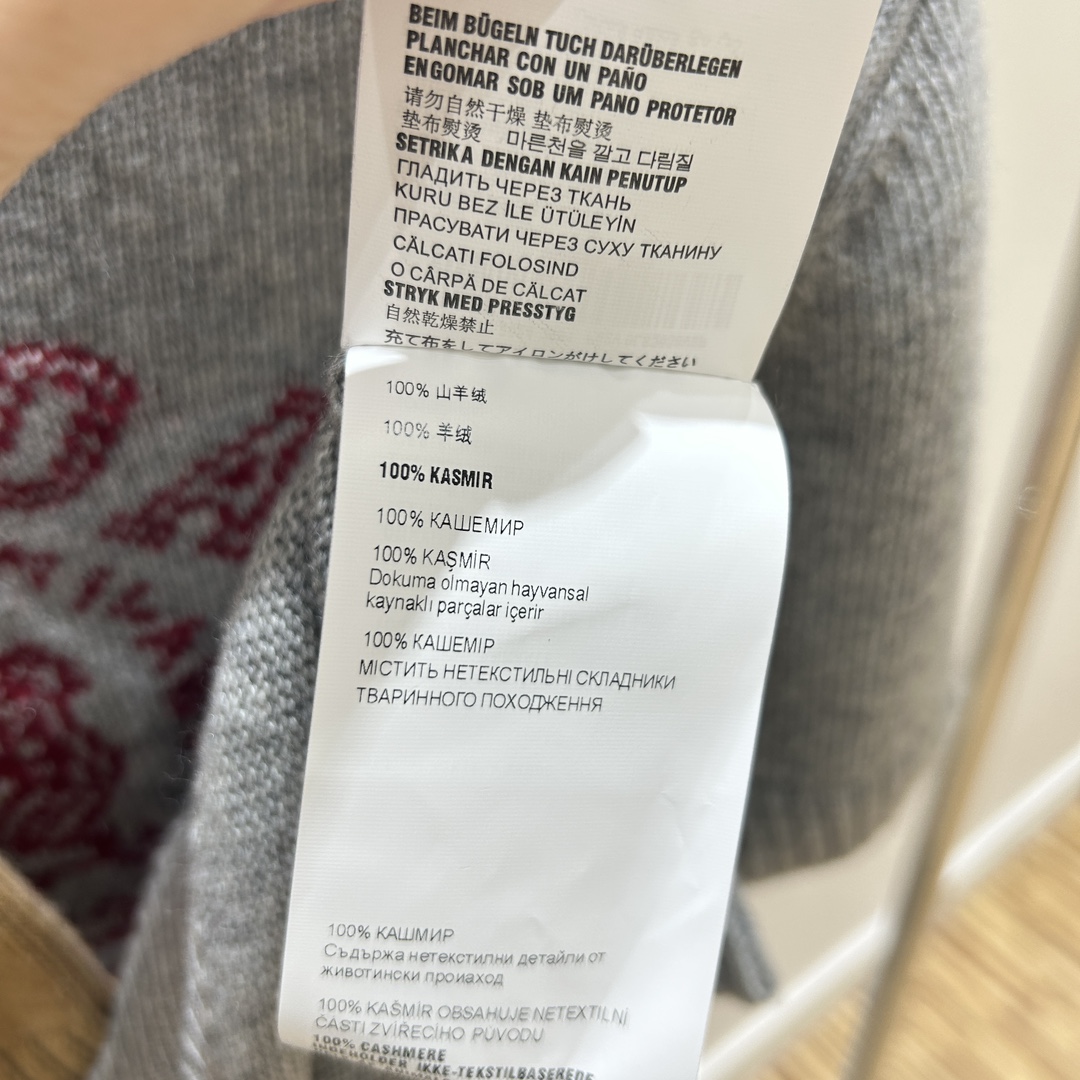 BEIM BÜGELN TUCH DARÜBERLEGEN
PLANCHAR CON UN PAÑO
ENGOMAR SOB UM PANO PROTETOR
请勿自然干燥 垫布熨烫
垫布熨烫 마른천을 깔고 다림질
SETRIKA DENGAN KAIN PENUTUP
ГЛАДИТЬ ЧЕРЕЗ ТКАНЬ
KURU BEZ İLE ÜTÜLEYİN
ПРАСУВАТИ ЧЕРЕЗ СУХУ ТКАНИНУ
CĂLCATI FOLOSIND
O CÂRPĂ DE CĂLCAT
STRYK MED PRESSTYG
自然乾燥禁止
充て布をしてアイロンがけしてください
100% 山羊绒
100% 羊绒
100% KASMIR
100% КАШЕМИР
100% KAŞMİR
Dokuma olmayan hayvansal
kaynaklı parçalar içerir
100% КАШЕМІР
МІСТИТЬ НЕТЕКСТИЛЬНІ СКЛАДНИКИ
ТВАРИННОГО ПОХОДЖЕННЯ
100% КАШМИР
Съдържа нетекстилни детайли от
животински произход
100% KAŠMÍR OBSAHUJE NETEXTILNÍ
ČÁSTI ZVÍŘECÍHO PŮVODU
100% CASHMERE
INDEHOLDER IKKE-TEKSTILBASEREDE